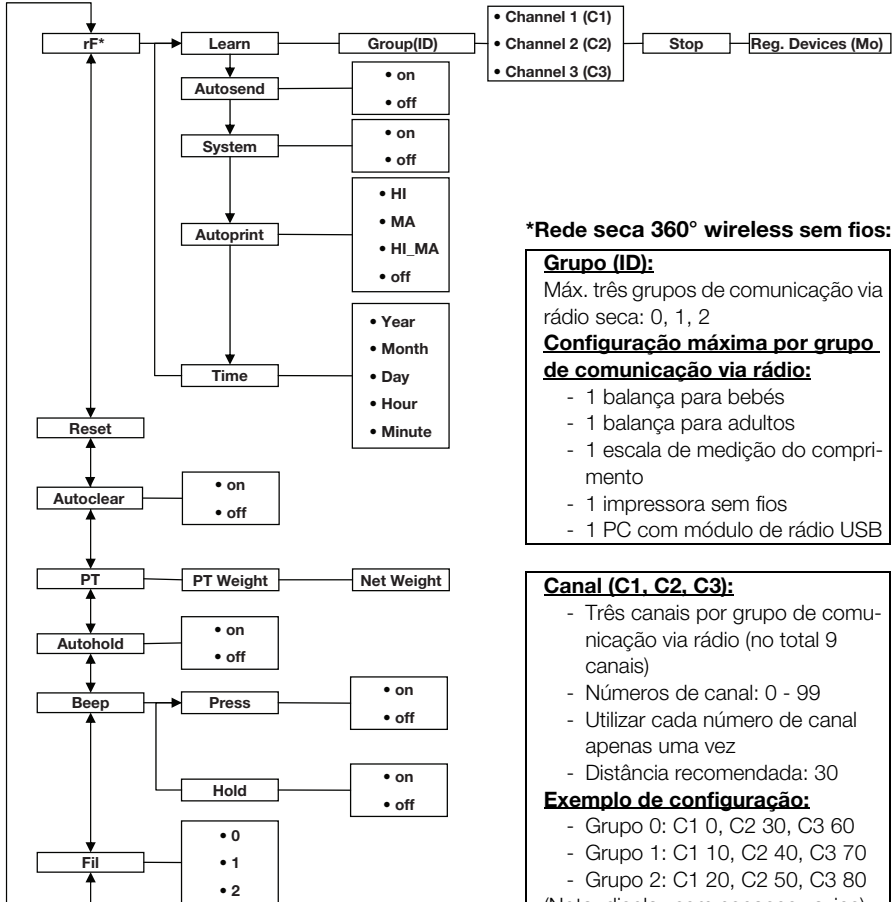 rF*
Learn
Group(ID)
• Channel 1 (C1)
• Channel 2 (C2)
• Channel 3 (C3)
Stop
Reg. Devices (Mo)
Autosend
• on
• off
System
• on
• off
Autoprint
• HI
• MA
• HI_MA
• off
Time
• Year
• Month
• Day
• Hour
• Minute
Reset
Autoclear
• on
• off
PT
PT Weight
Net Weight
Autohold
• on
• off
Beep
Press
• on
• off
Hold
• on
• off
Fil
• 0
• 1
• 2
*Rede seca 360° wireless sem fios:
Grupo (ID):
Máx. três grupos de comunicação via
rádio seca: 0, 1, 2
Configuração máxima por grupo
de comunicação via rádio:
- 1 balança para bebés
- 1 balança para adultos
- 1 escala de medição do compri-
mento
- 1 impressora sem fios
- 1 PC com módulo de rádio USB
Canal (C1, C2, C3):
- Três canais por grupo de comu-
nicação via rádio (no total 9
canais)
- Números de canal: 0 - 99
- Utilizar cada número de canal
apenas uma vez
- Distância recomendada: 30
Exemplo de configuração:
- Grupo 0: C1 0, C2 30, C3 60
- Grupo 1: C1 10, C2 40, C3 70
- Grupo 2: C1 20, C2 50, C3 80